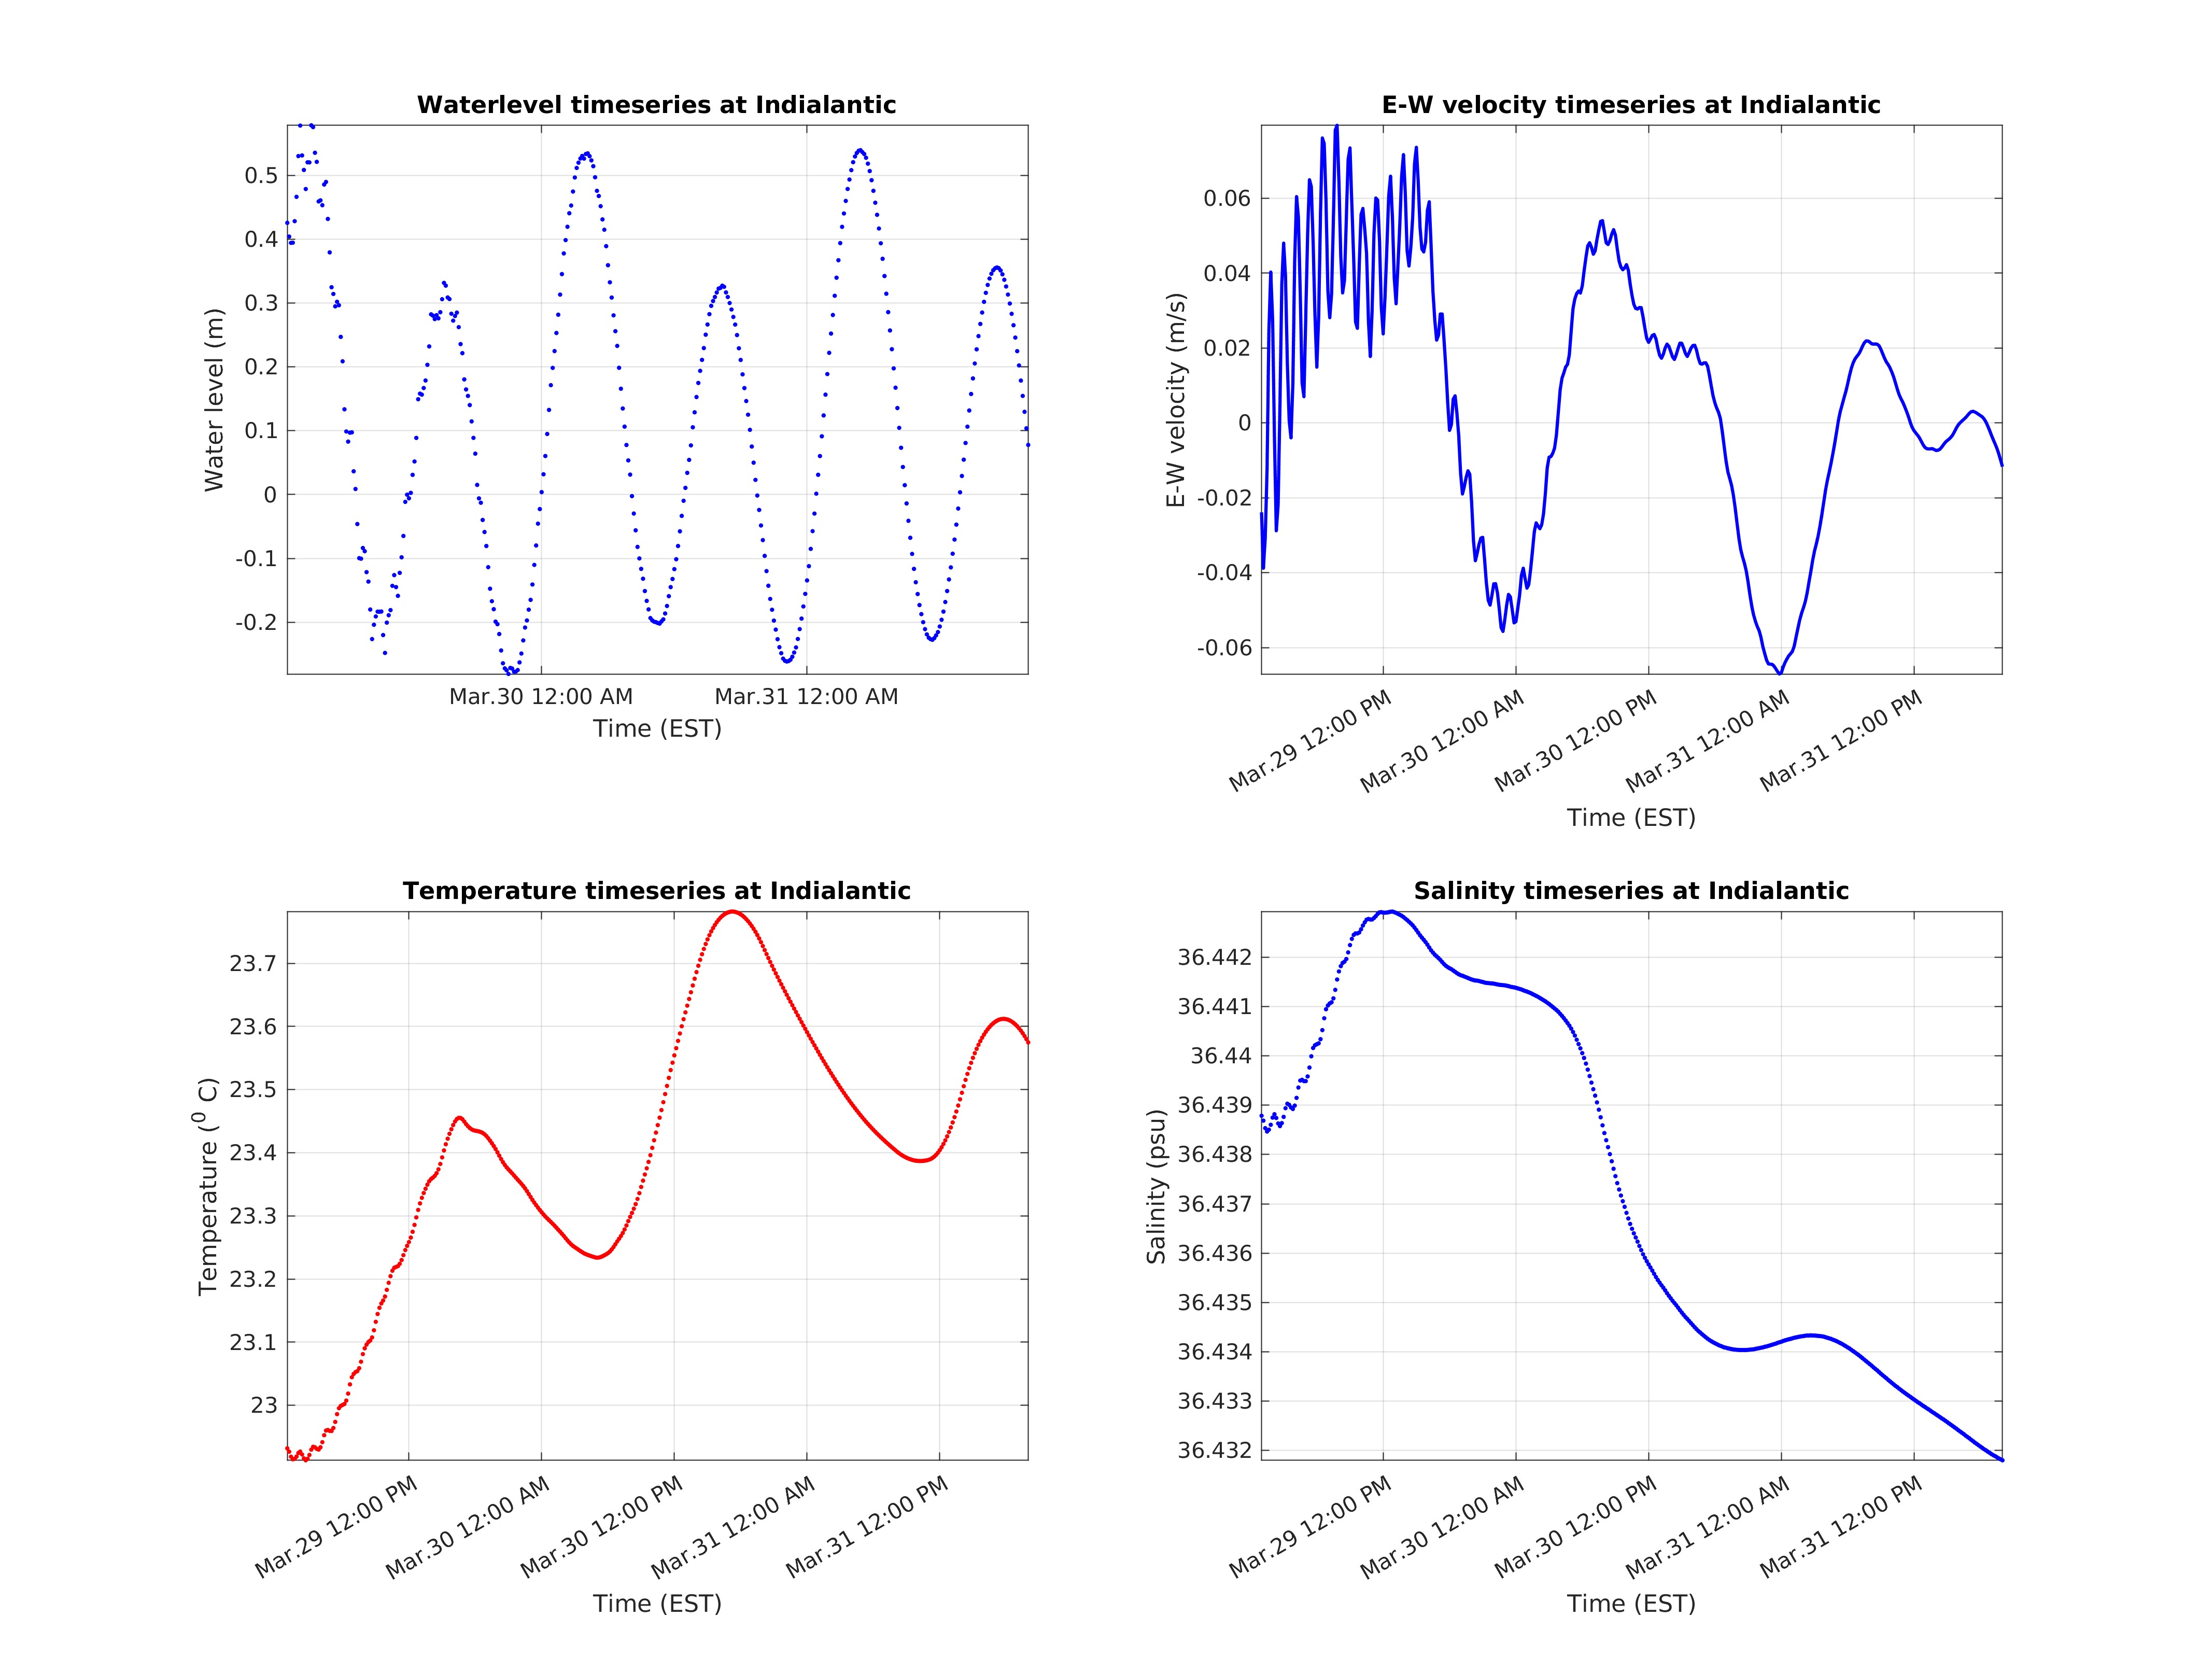 Waterlevel timeseries at Indialantic
0.5
0.4
0.3
0.2
0.1
0
-0.1
-0.2
Water level (m)
Mar.30 12:00 AM
Mar.31 12:00 AM
Time (EST)
E-W velocity timeseries at Indialantic
0.06
0.04
0.02
0
-0.02
-0.04
-0.06
E-W velocity (m/s)
Mar.29 12:00 PM
Mar.30 12:00 AM
Mar.30 12:00 PM
Mar.31 12:00 AM
Mar.31 12:00 PM
Time (EST)
Temperature timeseries at Indialantic
23.7
23.6
23.5
23.4
23.3
23.2
23.1
23
Temperature (⁰ C)
Mar.29 12:00 PM
Mar.30 12:00 AM
Mar.30 12:00 PM
Mar.31 12:00 AM
Mar.31 12:00 PM
Time (EST)
Salinity timeseries at Indialantic
36.442
36.441
36.44
36.439
36.438
36.437
36.436
36.435
36.434
36.433
36.432
Salinity (psu)
Mar.29 12:00 PM
Mar.30 12:00 AM
Mar.30 12:00 PM
Mar.31 12:00 AM
Mar.31 12:00 PM
Time (EST)